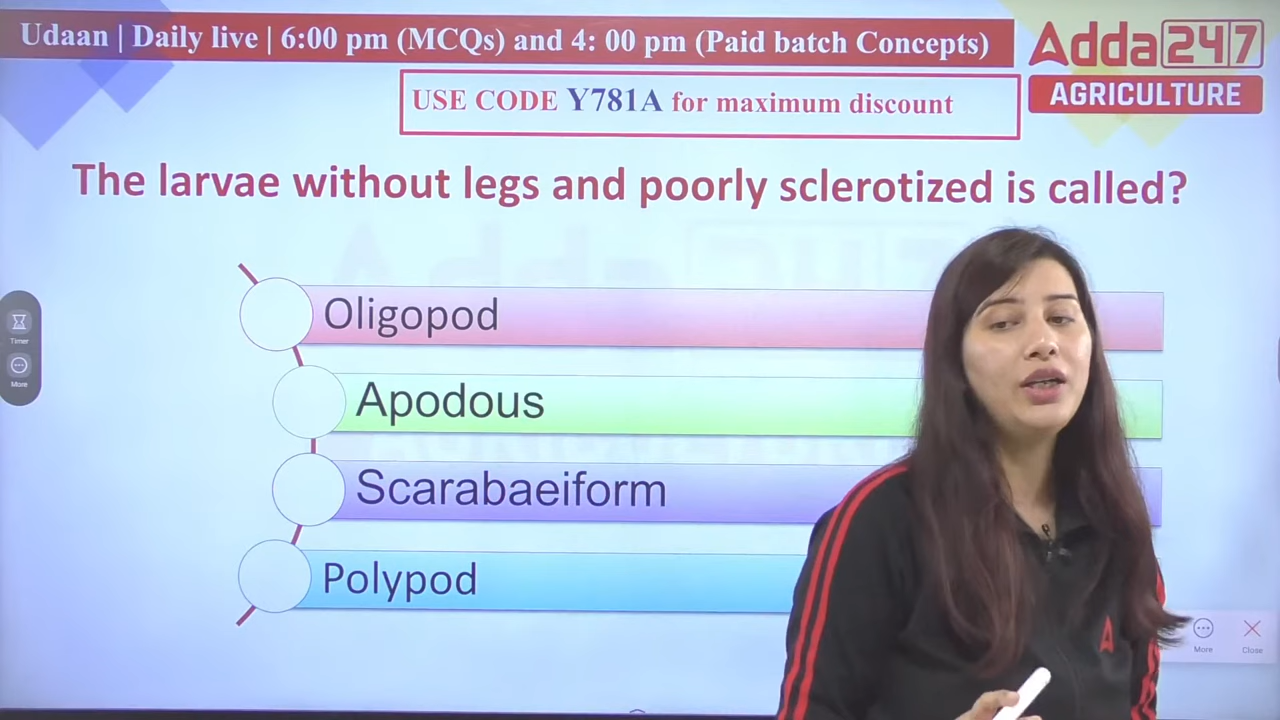 Udaan | Daily live | 6:00 pm (MCQs) and 4: 00 pm (Paid batch Concepts)
Adda247
AGRICULTURE
USE CODE Y781A for maximum discount
The larvae without legs and poorly sclerotized is called?
Oligopod
Apodous
Scarabaeiform
Polypod
Timer
More
More
Close